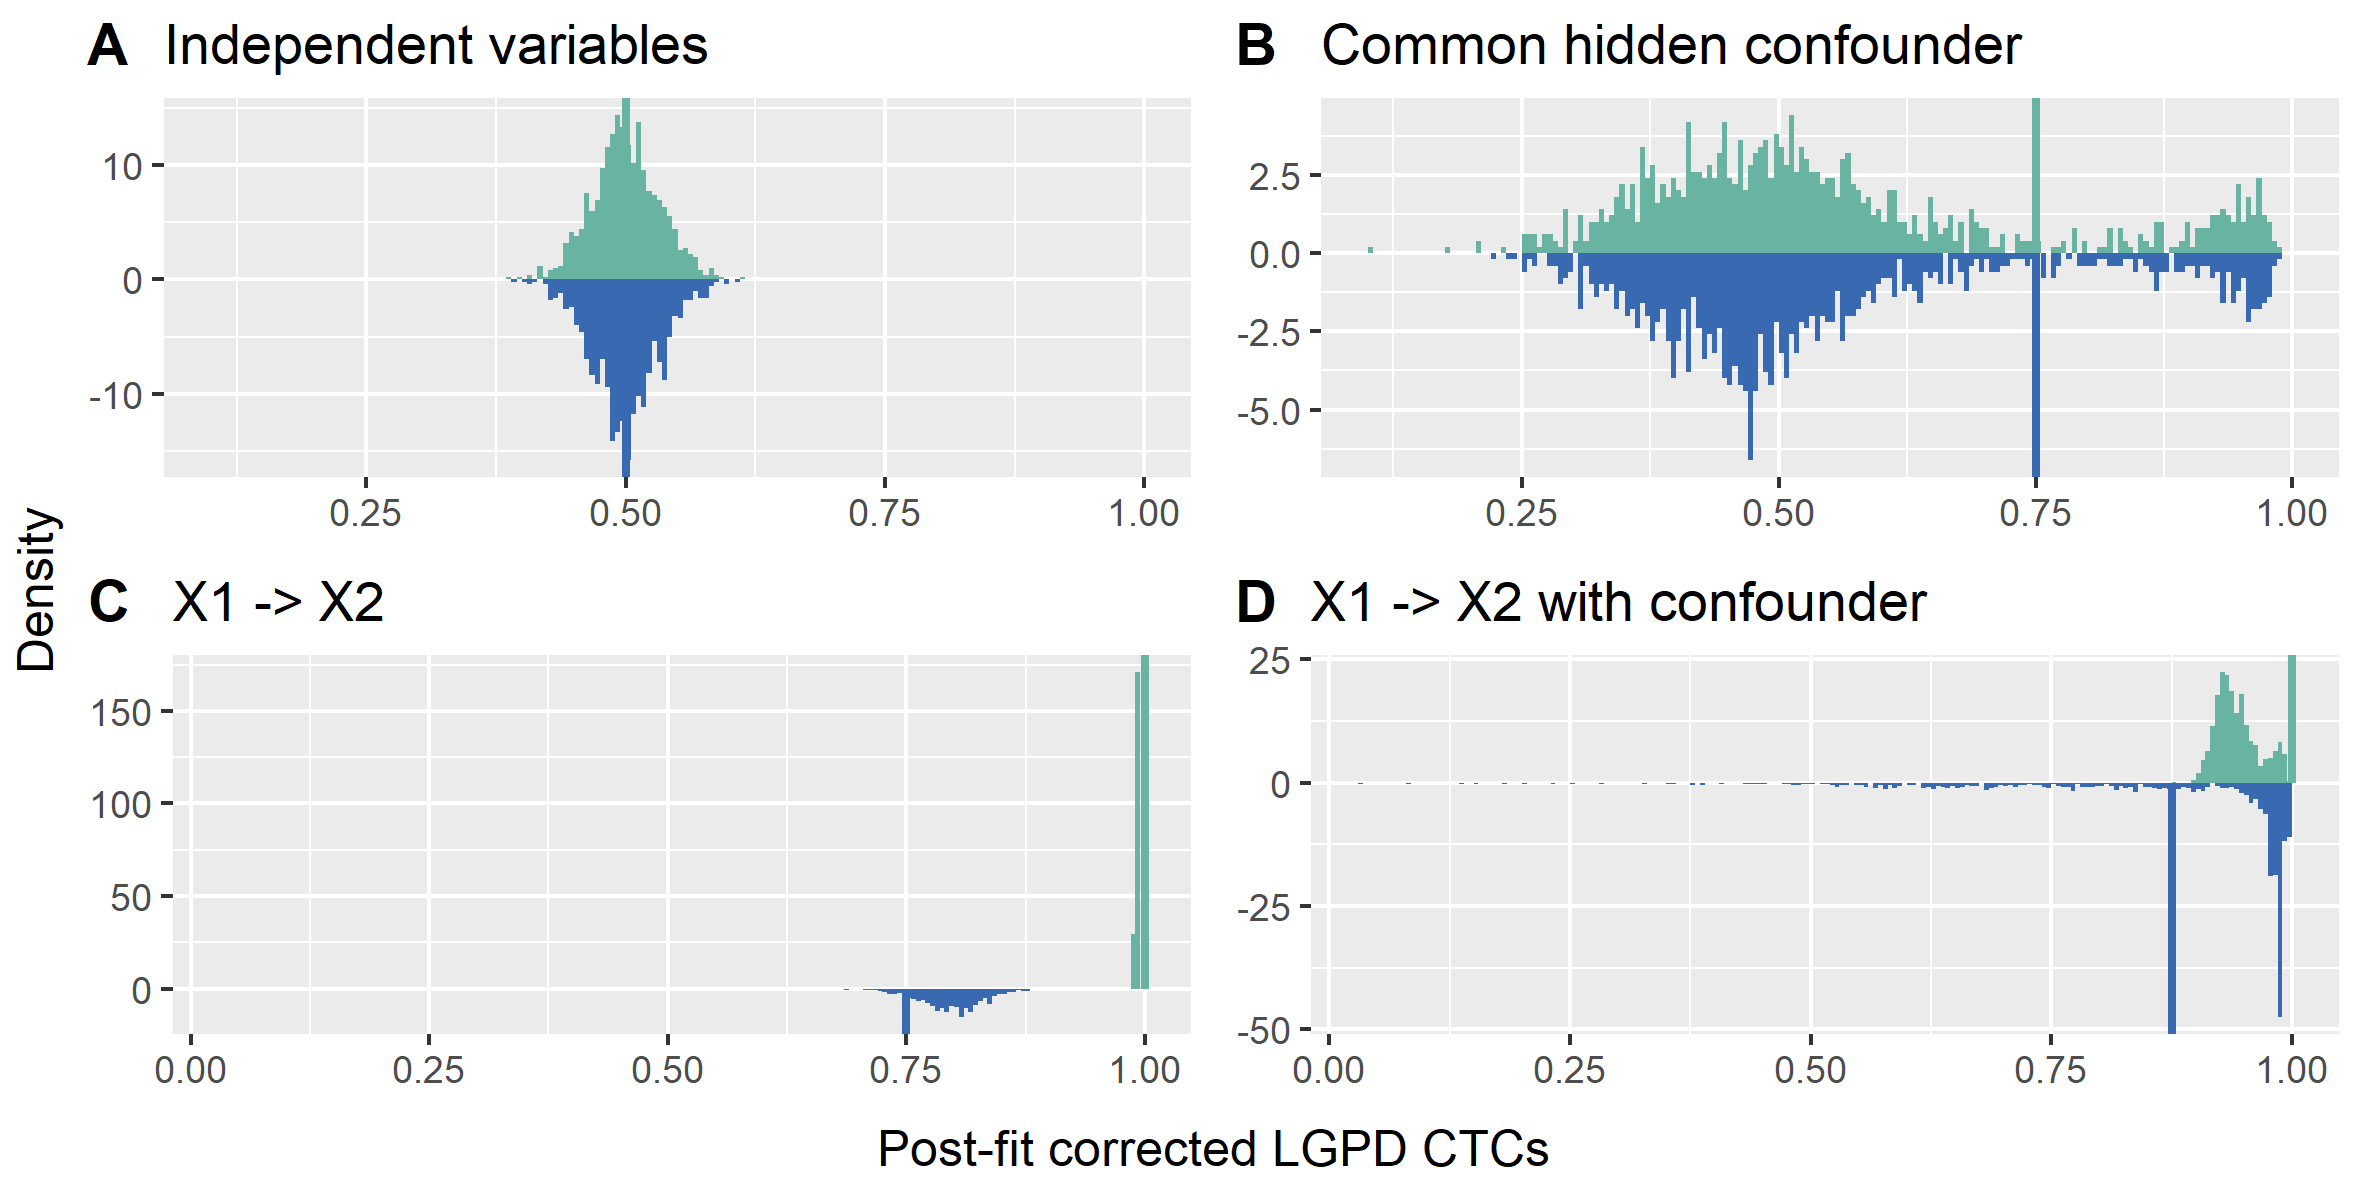 A Independent variables
10
0
-10
0.25 0.50 0.75 1.00
B Common hidden confounder
2.5
0.0
-2.5
-5.0
0.25 0.50 0.75 1.00
Density
C X1 -> X2
150
100
50
0
0.00 0.25 0.50 0.75 1.00
D X1 -> X2 with confounder
25
0
-25
-50
0.00 0.25 0.50 0.75 1.00
Post-fit corrected LGPD CTCs